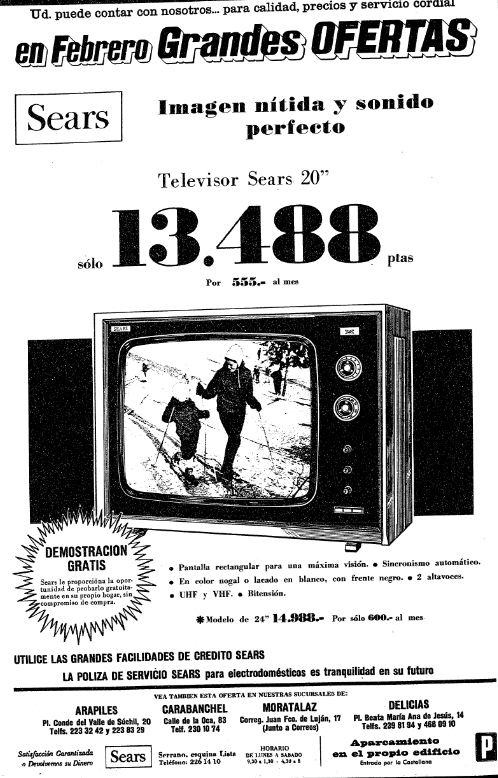 Ud. puede contar con nosotros... para calidad, precios y servicio cordial
en Febrero Grandes OFERTAS
Sears
Imagen nítida y sonido
perfecto
Televisor Sears 20"
sólo 13.488 ptas
Por 555.- al mes
SEARS
DEMOSTRACION
GRATIS
Sears le proporciona la opor-
tunidad de probarlo gratuita-
mente en su propio hogar, sin
compromiso de compra.
• Pantalla rectangular para una máxima visión. • Sincronismo automático.
• En color nogal o lacado en blanco, con frente negro. • 2 altavoces.
• UHF y VHF. • Bitensión.
✱Modelo de 24" 14.988.- Por sólo 600.- al mes
UTILICE LAS GRANDES FACILIDADES DE CREDITO SEARS
LA POLIZA DE SERVICIO SEARS para electrodomésticos es tranquilidad en su futuro
VEA TAMBIEN ESTA OFERTA EN NUESTRAS SUCURSALES DE:
ARAPILES
Pl. Conde del Valle de Súchil, 20
Telfs. 223 32 42 y 223 83 29
CARABANCHEL
Calle de la Oca, 83
Telf. 230 10 74
MORATALAZ
Correg. Juan Fco. de Luján, 17
(Junto a Correos)
DELICIAS
Pl. Beata María Ana de Jesús, 14
Telfs. 239 81 94 y 468 09 10
Satisfacción Garantizada
o Devolvemos su Dinero
Sears
Serrano, esquina Lista
Teléfono: 226 14 10
HORARIO
DE LUNES A SABADO
9,30 a 1,30 - 4,30 a 8
Aparcamiento
en el propio edificio
Entrada por la Castellana
P